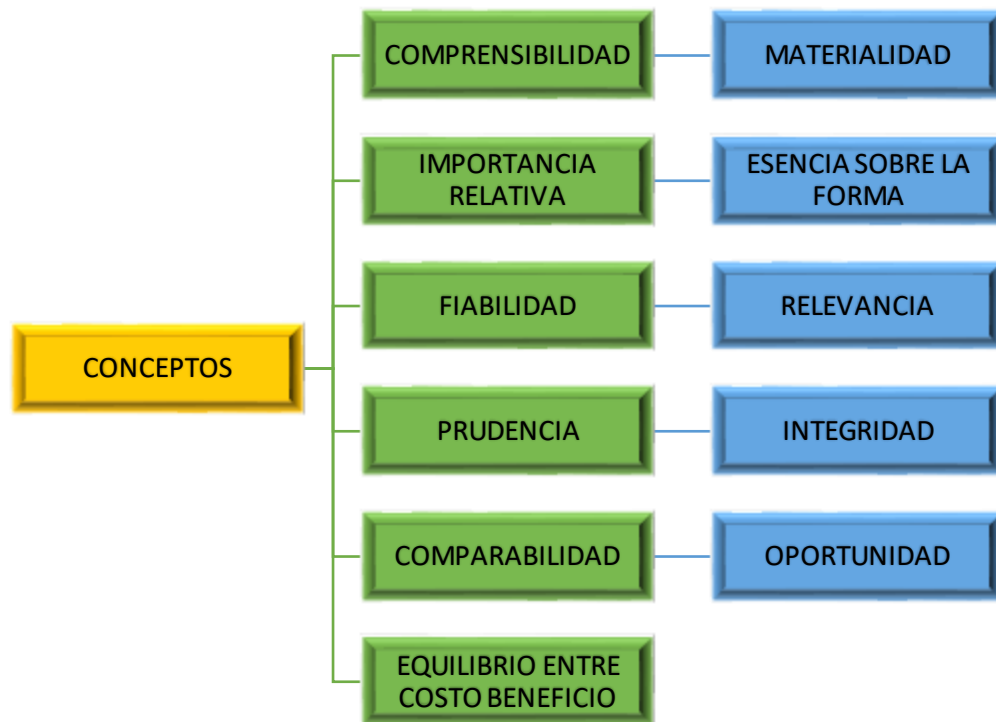 COMPRENSIBILIDAD
MATERIALIDAD
IMPORTANCIA
RELATIVA
ESENCIA SOBRE LA
FORMA
FIABILIDAD
RELEVANCIA
CONCEPTOS
PRUDENCIA
INTEGRIDAD
COMPARABILIDAD
OPORTUNIDAD
EQUILIBRIO ENTRE
COSTO BENEFICIO